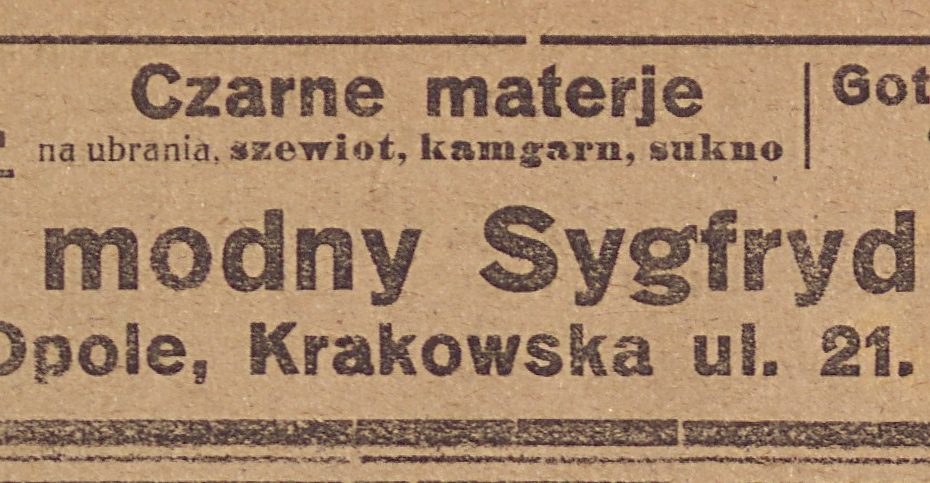 Czarne materje
na ubrania, szewiot, kamgarn, sukno
Got
modny Sygfryd
Opole, Krakowska ul. 21.